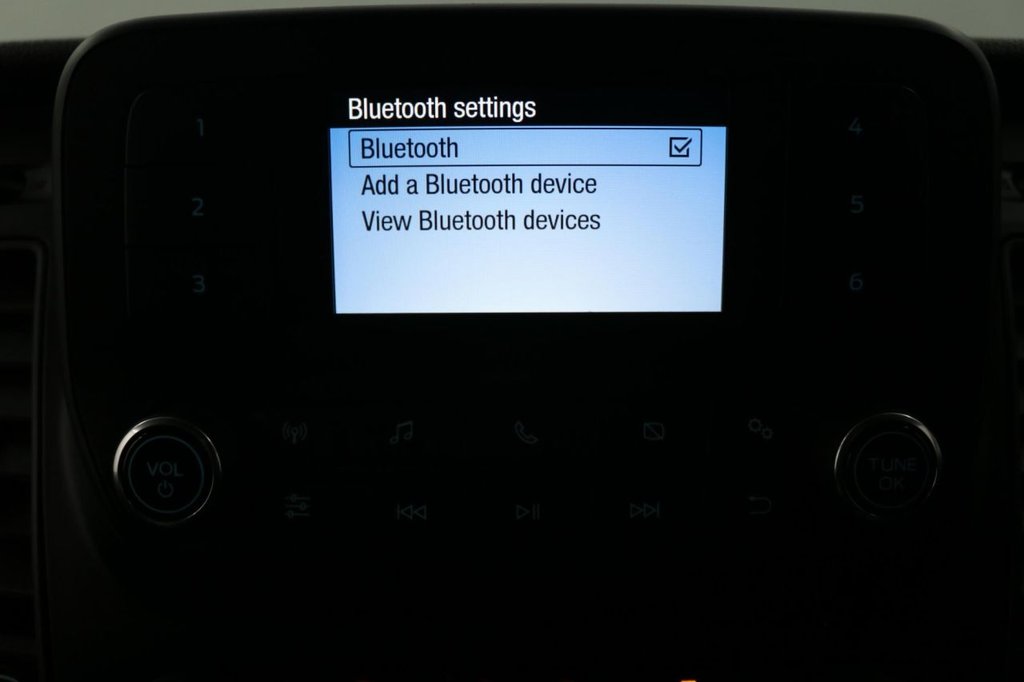 Bluetooth settings
Bluetooth
Add a Bluetooth device
View Bluetooth devices
1
2
3
4
5
6
VOL
TUNE
OK